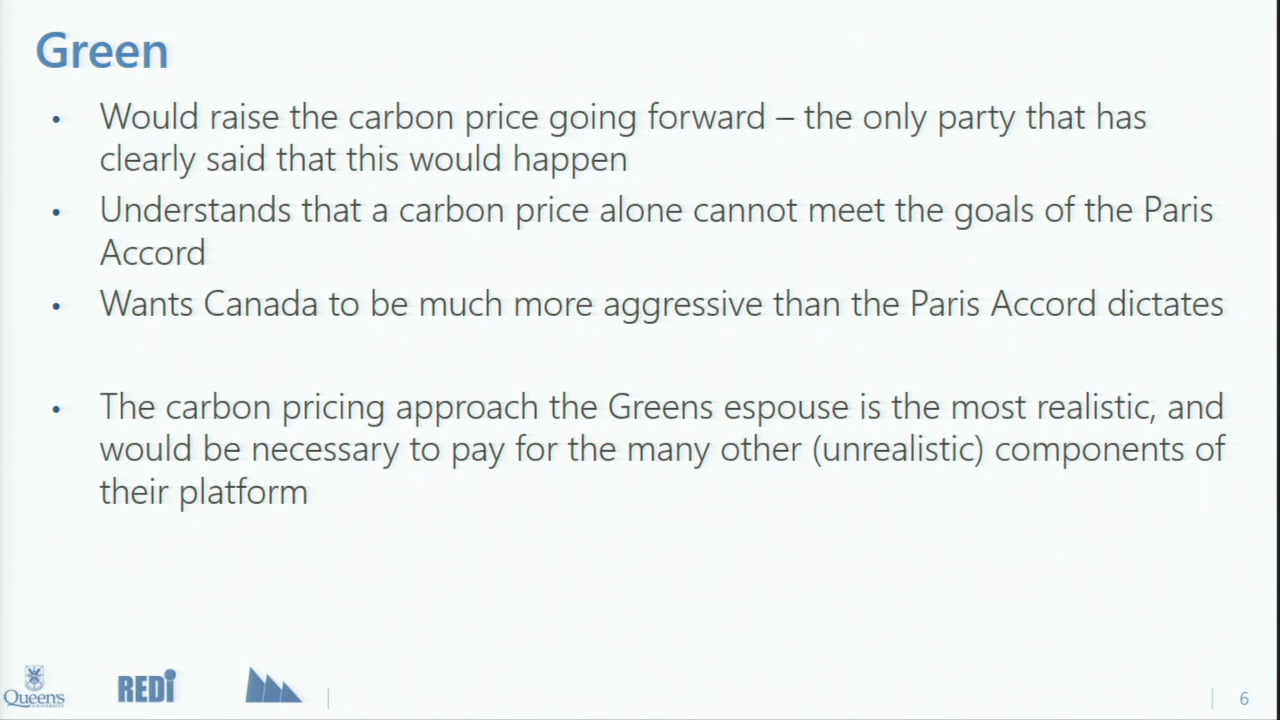 Green
• Would raise the carbon price going forward – the only party that has
clearly said that this would happen
• Understands that a carbon price alone cannot meet the goals of the Paris
Accord
• Wants Canada to be much more aggressive than the Paris Accord dictates
• The carbon pricing approach the Greens espouse is the most realistic, and
would be necessary to pay for the many other (unrealistic) components of
their platform
Queen's
UNIVERSITY
REDi
6